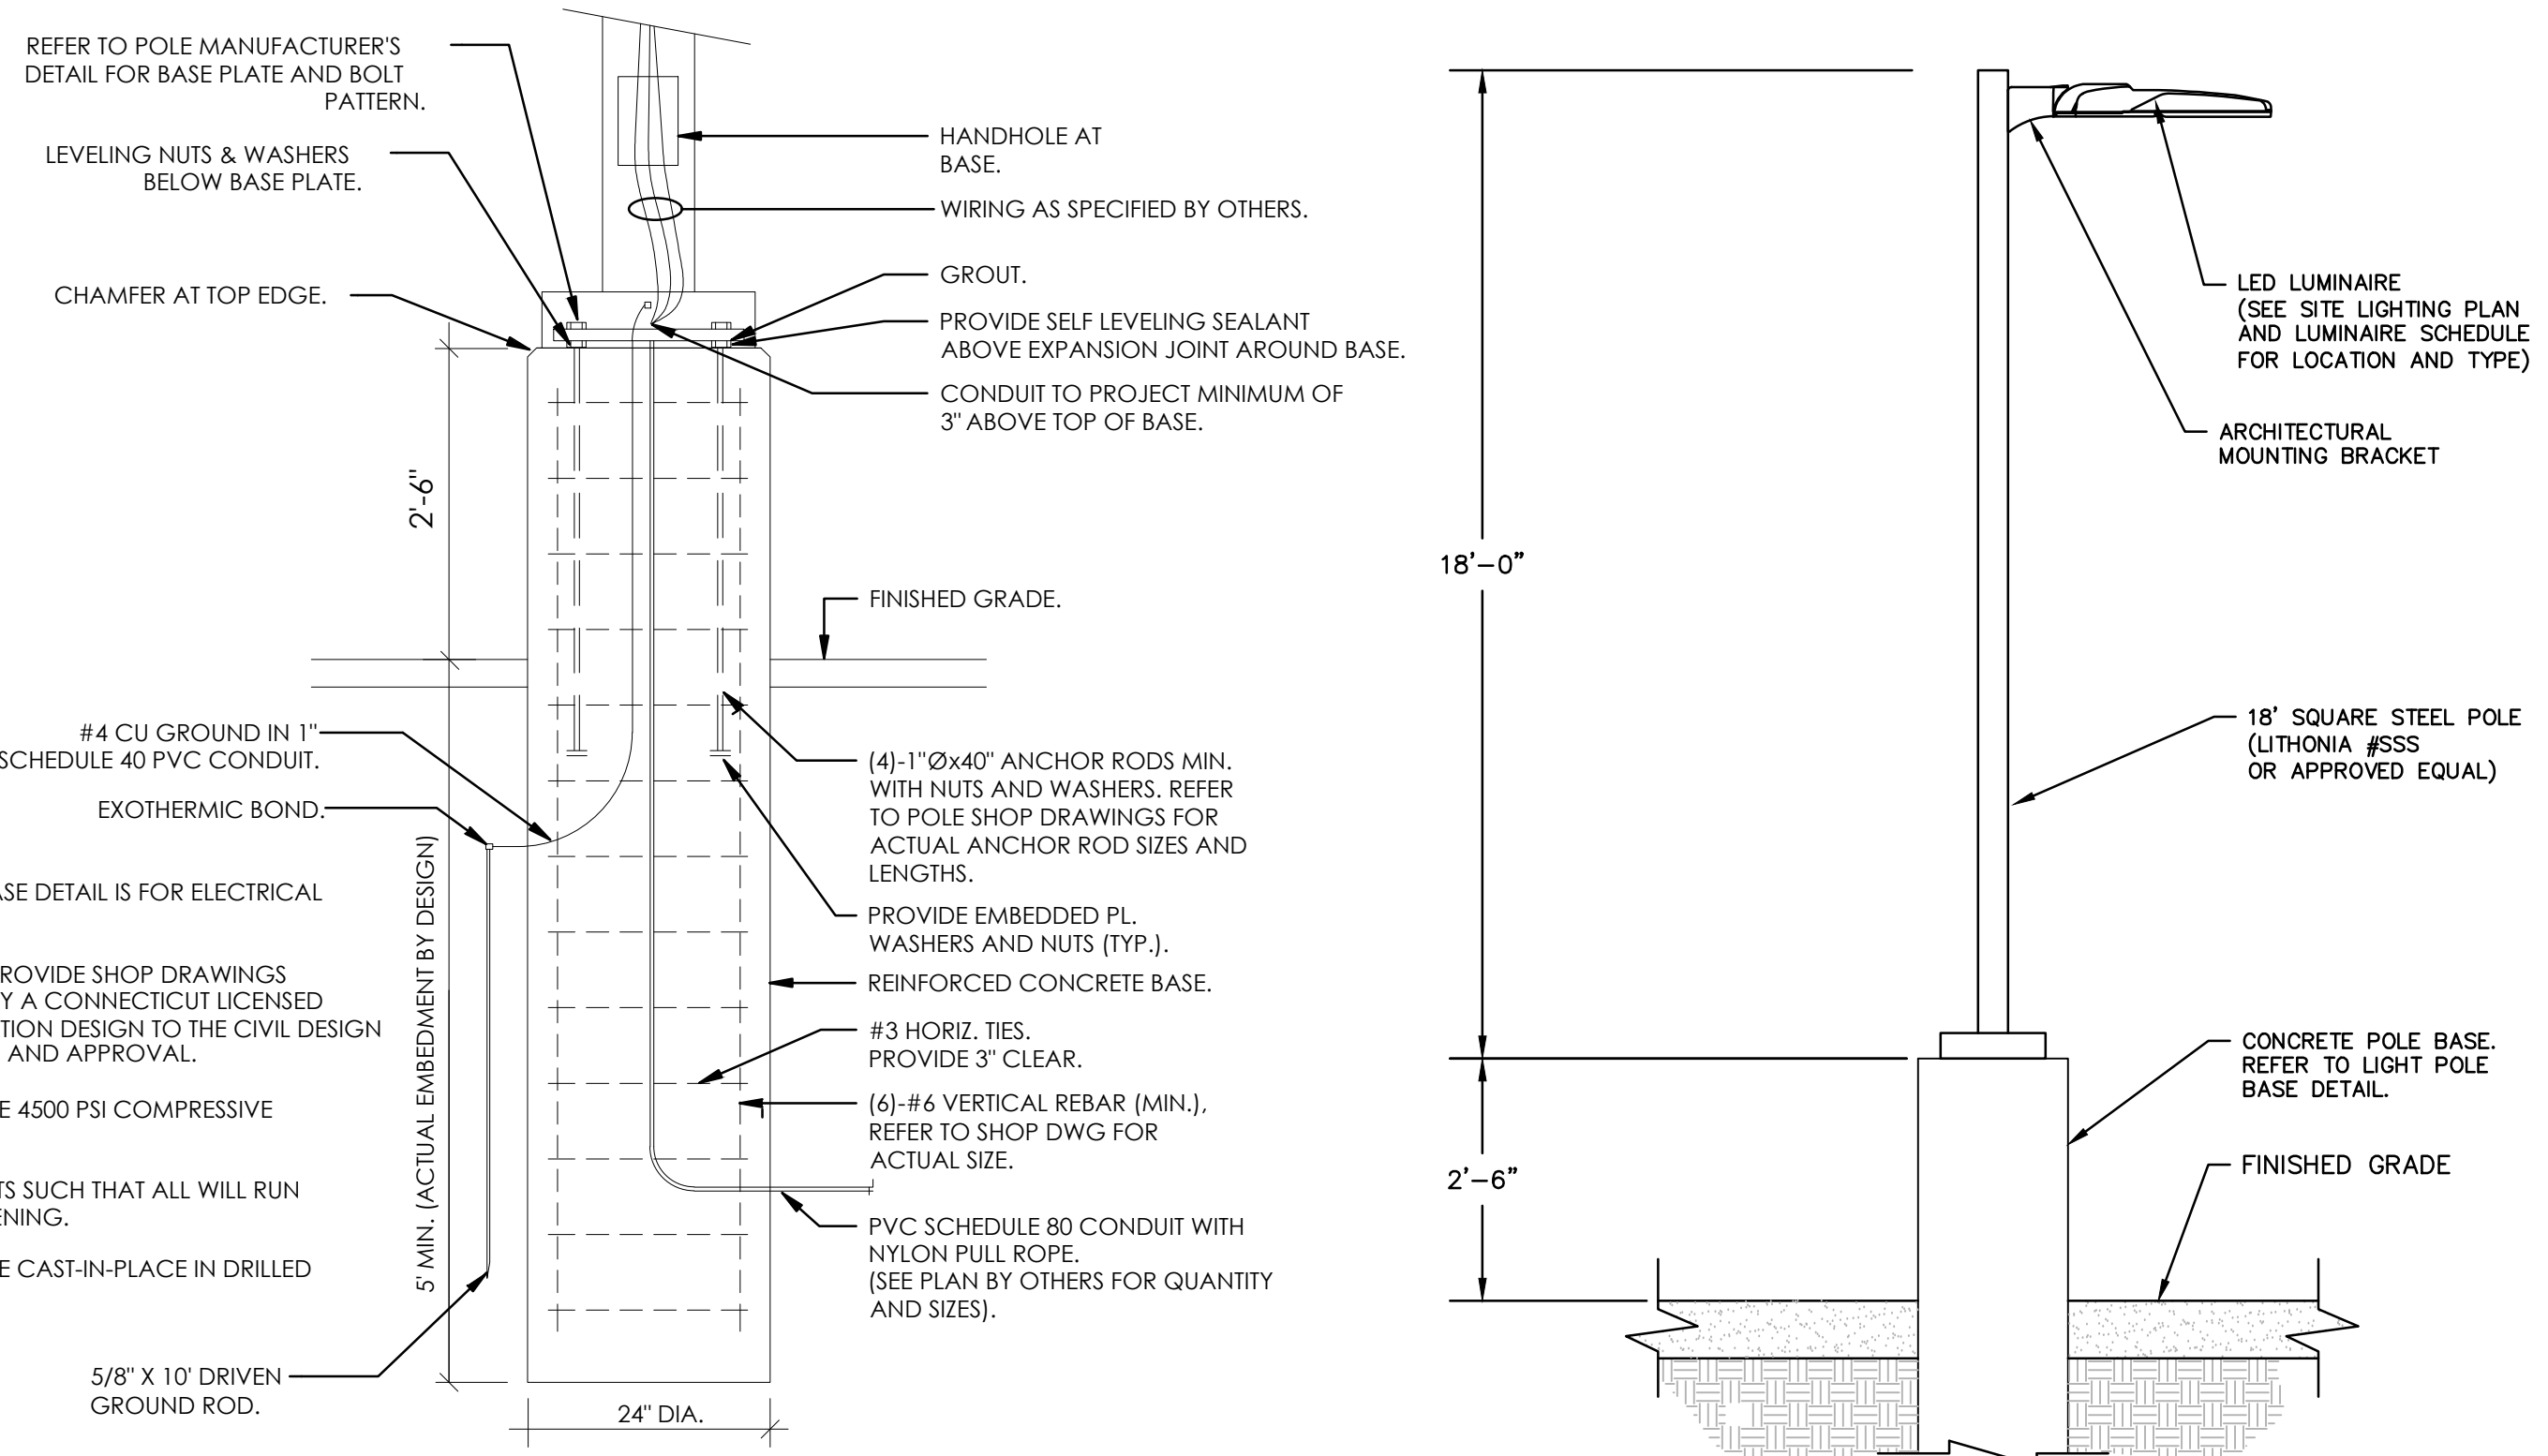 REFER TO POLE MANUFACTURER'S
DETAIL FOR BASE PLATE AND BOLT
PATTERN.
LEVELING NUTS & WASHERS
BELOW BASE PLATE.
CHAMFER AT TOP EDGE.
2'-6"
#4 CU GROUND IN 1"
SCHEDULE 40 PVC CONDUIT.
EXOTHERMIC BOND.
DETAIL IS FOR ELECTRICAL
PROVIDE SHOP DRAWINGS
A CONNECTICUT LICENSED
DESIGN TO THE CIVIL DESIGN
AND APPROVAL.
4500 PSI COMPRESSIVE
SUCH THAT ALL WILL RUN
CAST-IN-PLACE IN DRILLED
5' MIN. (ACTUAL EMBEDMENT BY DESIGN)
5/8" X 10' DRIVEN
GROUND ROD.
24" DIA.
HANDHOLE AT
BASE.
WIRING AS SPECIFIED BY OTHERS.
GROUT.
PROVIDE SELF LEVELING SEALANT
ABOVE EXPANSION JOINT AROUND BASE.
CONDUIT TO PROJECT MINIMUM OF
3" ABOVE TOP OF BASE.
FINISHED GRADE.
(4)-1"Øx40" ANCHOR RODS MIN.
WITH NUTS AND WASHERS. REFER
TO POLE SHOP DRAWINGS FOR
ACTUAL ANCHOR ROD SIZES AND
LENGTHS.
PROVIDE EMBEDDED PL.
WASHERS AND NUTS (TYP.).
REINFORCED CONCRETE BASE.
#3 HORIZ. TIES.
PROVIDE 3" CLEAR.
(6)-#6 VERTICAL REBAR (MIN.),
REFER TO SHOP DWG FOR
ACTUAL SIZE.
PVC SCHEDULE 80 CONDUIT WITH
NYLON PULL ROPE.
(SEE PLAN BY OTHERS FOR QUANTITY
AND SIZES).
18'-0"
2'-6"
LED LUMINAIRE
(SEE SITE LIGHTING PLAN
AND LUMINAIRE SCHEDULE
FOR LOCATION AND TYPE)
ARCHITECTURAL
MOUNTING BRACKET
18' SQUARE STEEL POLE
(LITHONIA #SSS
OR APPROVED EQUAL)
CONCRETE POLE BASE.
REFER TO LIGHT POLE
BASE DETAIL.
FINISHED GRADE